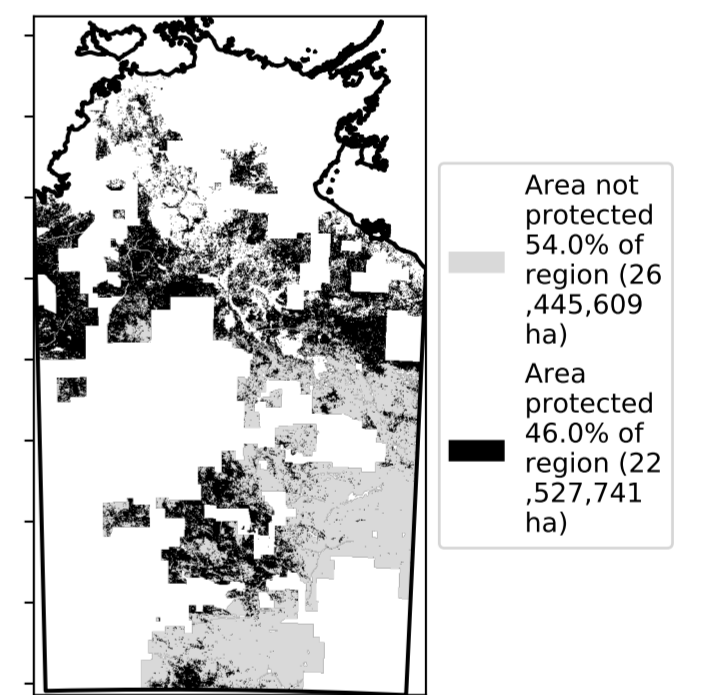 Area not
protected
54.0% of
region (26
,445,609
ha)
Area
protected
46.0% of
region (22
,527,741
ha)